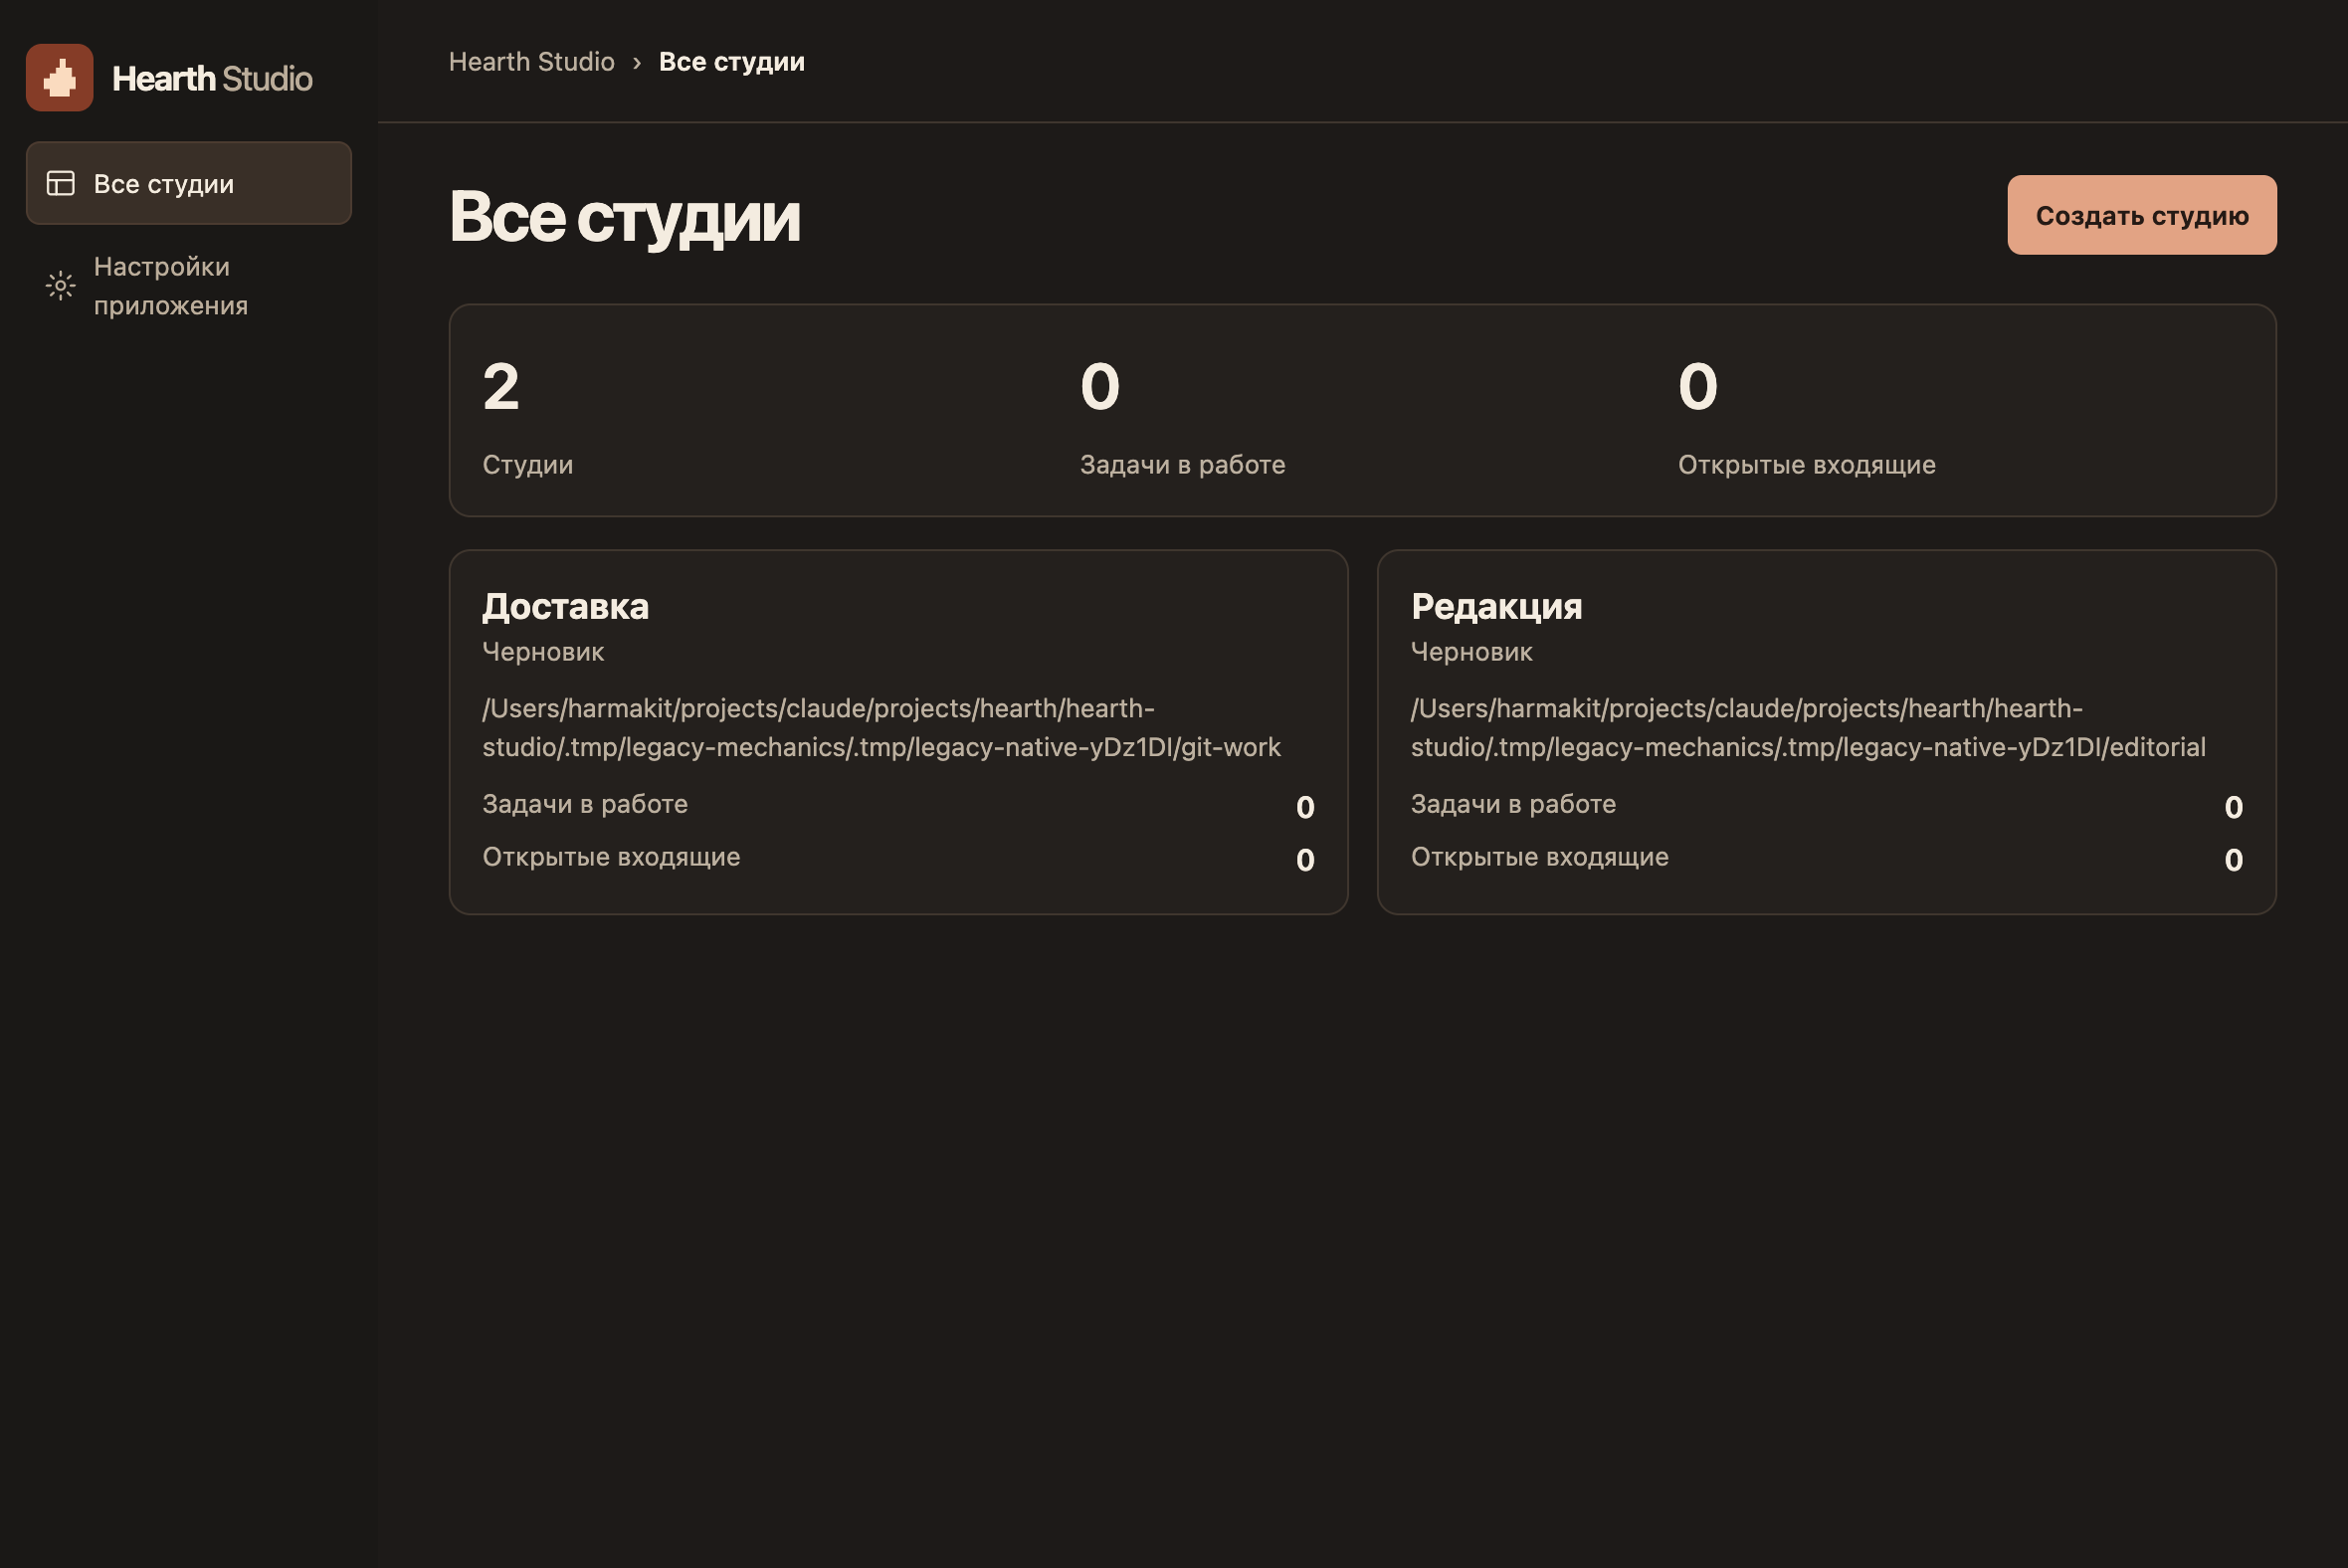 Hearth Studio
Все студии
Настройки
приложения
Hearth Studio › Все студии
Все студии
Создать студию
2
Студии
0
Задачи в работе
0
Открытые входящие
Доставка
Черновик
/Users/harmakit/projects/claude/projects/hearth/hearth-
studio/.tmp/legacy-mechanics/.tmp/legacy-native-yDz1DI/git-work
Задачи в работе 0
Открытые входящие 0
Редакция
Черновик
/Users/harmakit/projects/claude/projects/hearth/hearth-
studio/.tmp/legacy-mechanics/.tmp/legacy-native-yDz1DI/editorial
Задачи в работе 0
Открытые входящие 0